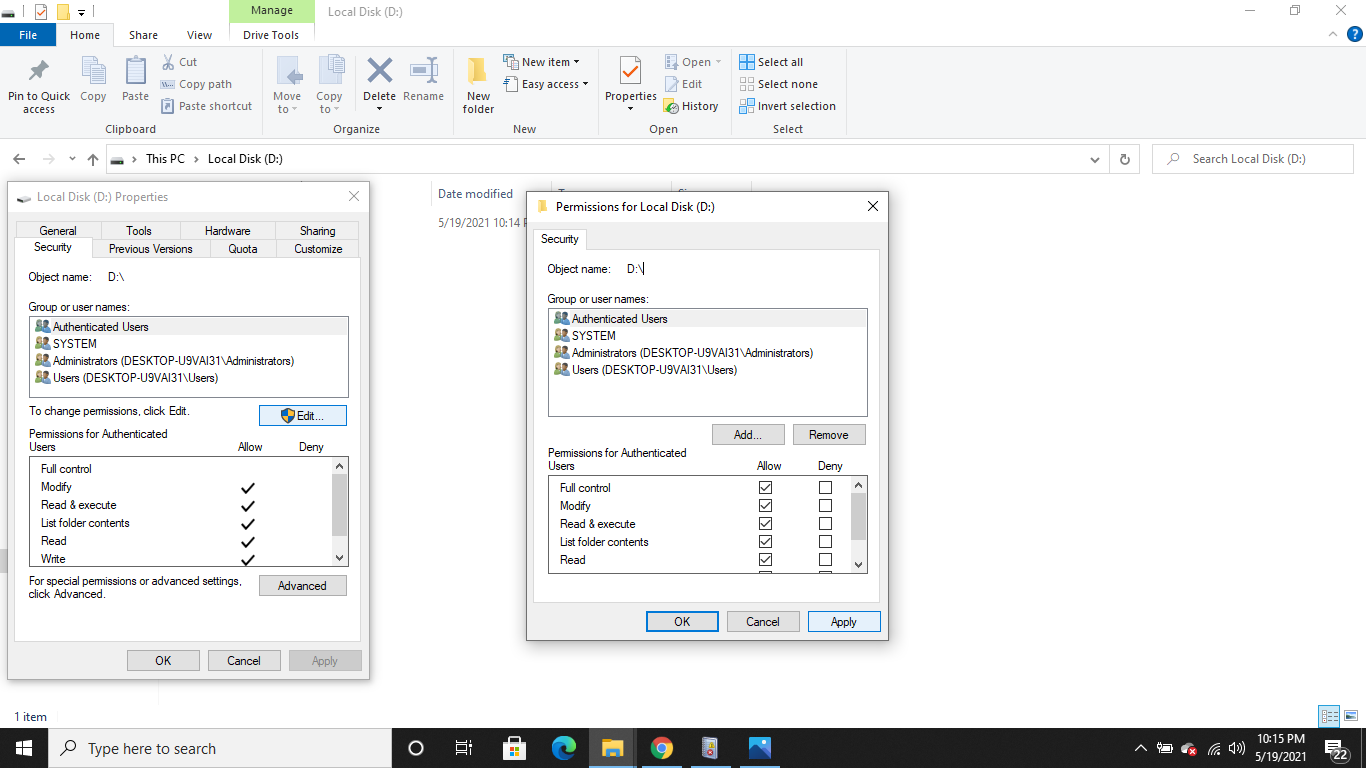 Manage
Local Disk (D:)
File
Home
Share
View
Drive Tools
?
Pin to Quick access
Copy
Paste
Cut
Copy path
Paste shortcut
Clipboard
Move to
Copy to
Delete
Rename
Organize
New folder
New item
Easy access
New
Properties
Open
Edit
History
Open
Select all
Select none
Invert selection
Select
This PC > Local Disk (D:)
Search Local Disk (D:)
Date modified
5/19/2021 10:14
Local Disk (D:) Properties
General
Tools
Hardware
Sharing
Security
Previous Versions
Quota
Customize
Object name: D:\
Group or user names:
Authenticated Users
SYSTEM
Administrators (DESKTOP-U9VAI31\Administrators)
Users (DESKTOP-U9VAI31\Users)
To change permissions, click Edit.
Edit...
Permissions for Authenticated
Users
Allow
Deny
Full control
Modify
Read & execute
List folder contents
Read
Write
For special permissions or advanced settings,
click Advanced.
Advanced
OK
Cancel
Apply
Permissions for Local Disk (D:)
Security
Object name: D:\
Group or user names:
Authenticated Users
SYSTEM
Administrators (DESKTOP-U9VAI31\Administrators)
Users (DESKTOP-U9VAI31\Users)
Add...
Remove
Permissions for Authenticated
Users
Allow
Deny
Full control
Modify
Read & execute
List folder contents
Read
OK
Cancel
Apply
1 item
Type here to search
10:15 PM
5/19/2021
22